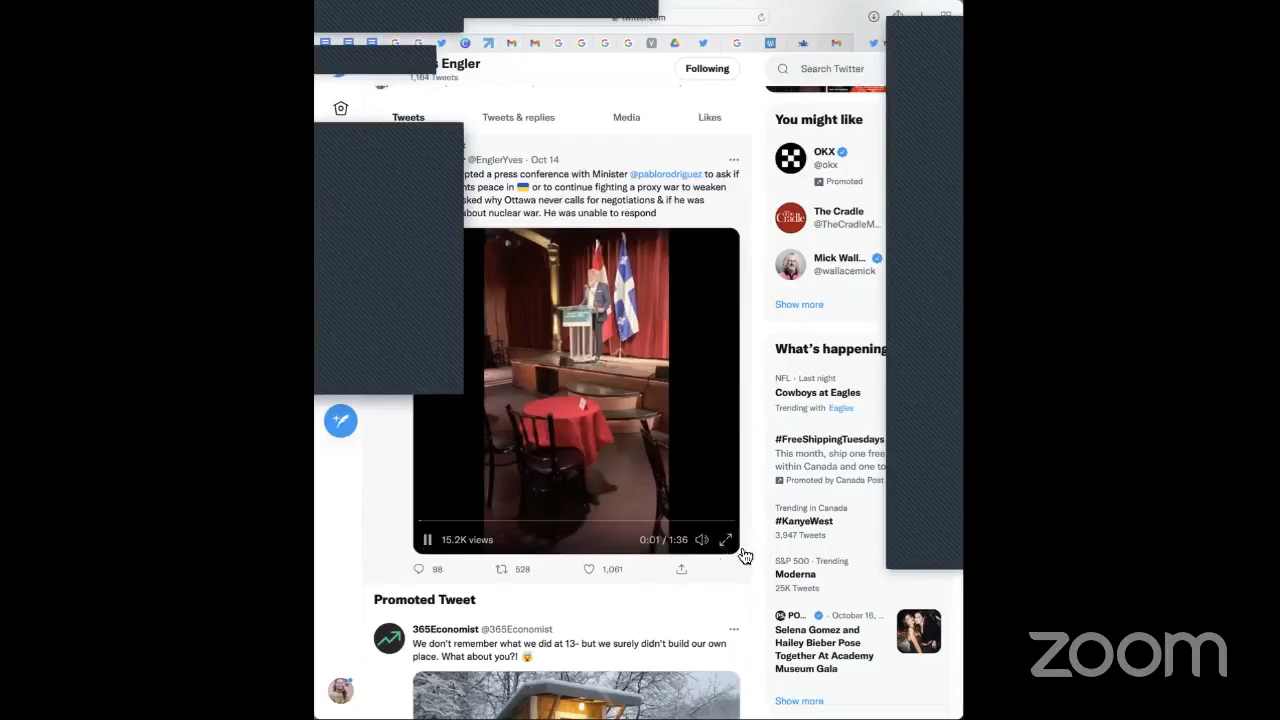 twitter.com
s Engler
1,164 Tweets
Following
Search Twitter
Tweets
Tweets & replies
Media
Likes
@EnglerYves · Oct 14
pted a press conference with Minister @pablorodriguez to ask if
nts peace in 🇺🇦 or to continue fighting a proxy war to weaken
ked why Ottawa never calls for negotiations & if he was
about nuclear war. He was unable to respond
15.2K views
0:01 / 1:36
98
528
1,061
Promoted Tweet
365Economist @365Economist
We don't remember what we did at 13- but we surely didn't build our own
place. What about you?! 🤯
You might like
OKX
@okx
Promoted
The Cradle
The Cradle
@TheCradleM...
Mick Wall...
@wallacemick
Show more
What's happening
NFL · Last night
Cowboys at Eagles
Trending with Eagles
#FreeShippingTuesdays
This month, ship one free
within Canada and one to
Promoted by Canada Post
Trending in Canada
#KanyeWest
3,947 Tweets
S&P 500 · Trending
Moderna
25K Tweets
PO... · October 16, ...
Selena Gomez and
Hailey Bieber Pose
Together At Academy
Museum Gala
Show more
zoom